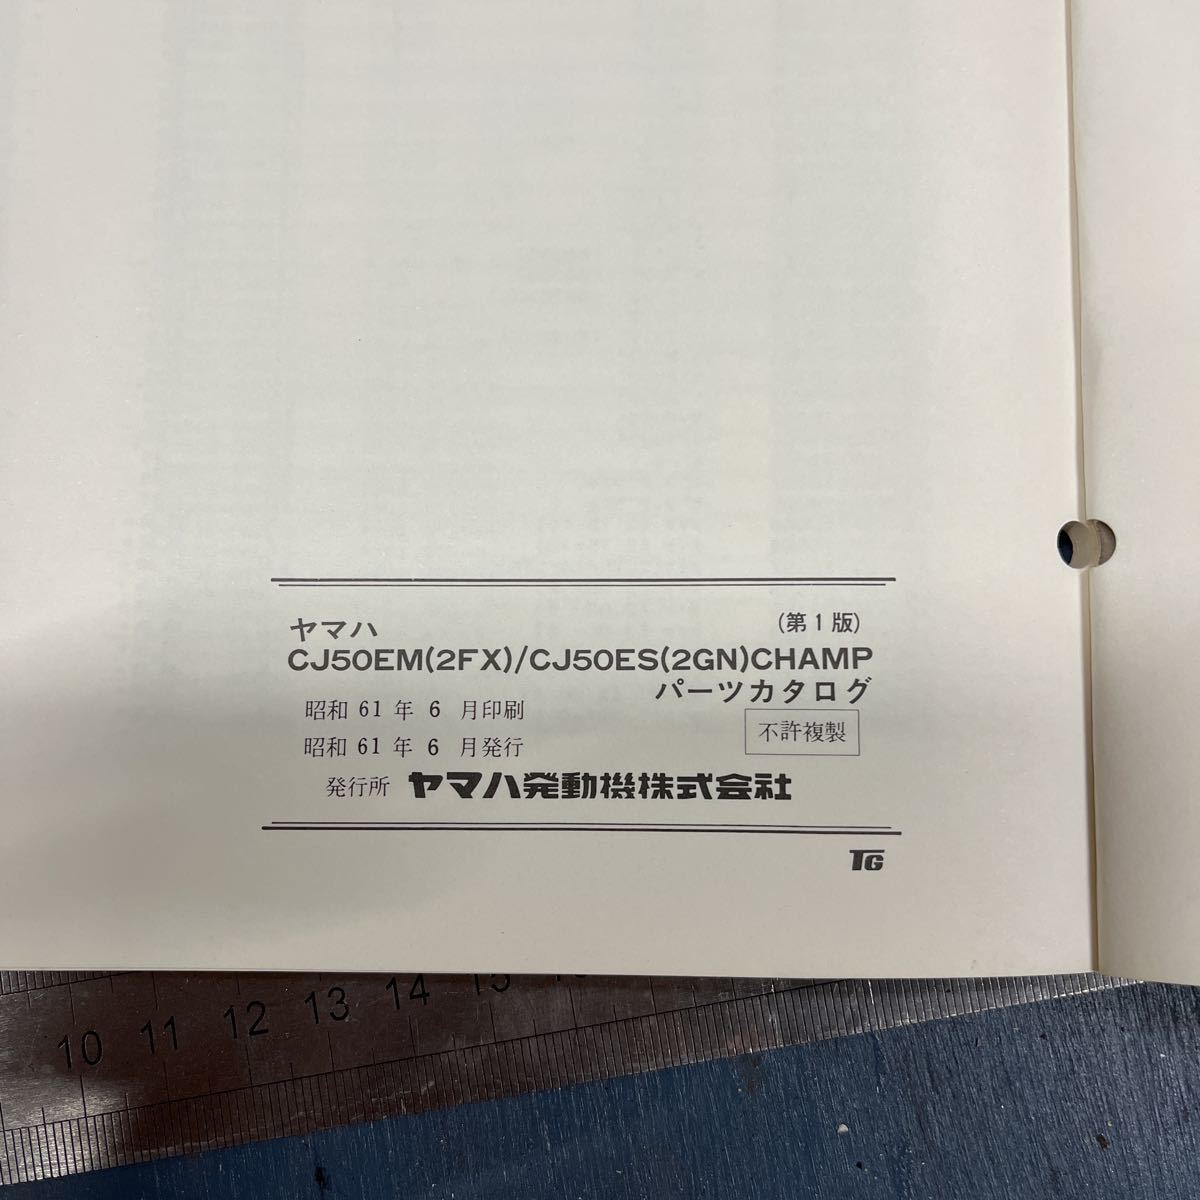 ヤマハ (第1版)
CJ50EM(2FX)/CJ50ES(2GN)CHAMP
パーツカタログ
昭和 61 年 6 月印刷
不許複製
昭和 61 年 6 月発行
発行所 ヤマハ発動機株式会社
TG
10 11 12 13 14 15